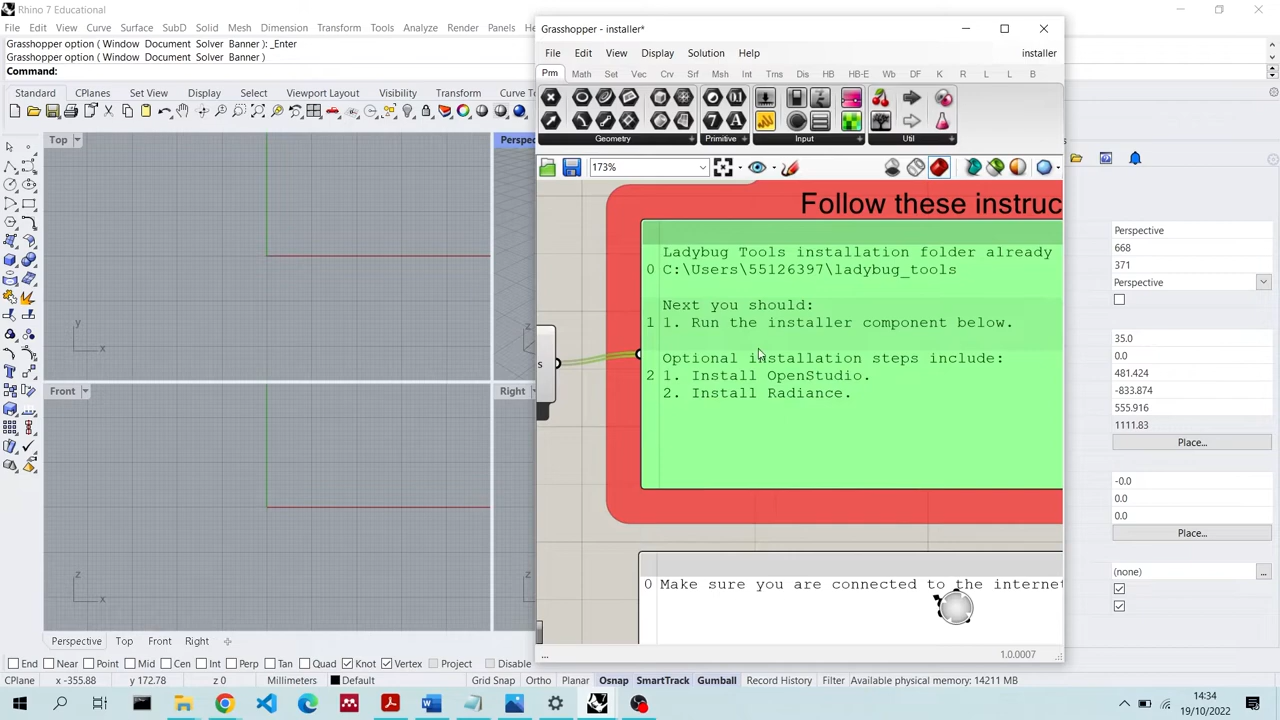 Rhino 7 Educational
File Edit View Curve Surface SubD Solid Mesh Dimension Transform Tools Analyze Render Panels
Grasshopper option ( Window Document Solver Banner ): _Enter
Grasshopper option ( Window Document Solver Banner )
Command:
Standard CPlanes Set View Display Select Viewport Layout Visibility Transform Curve To
Top
Perspec
y
x
Front
Right
z
x
z
z
Perspective Top Front Right
End Near Point Mid Cen Int Perp Tan Quad Knot Vertex Project Disable
CPlane x -355.88 y 172.78 z 0 Millimeters Default Grid Snap Ortho Planar Osnap SmartTrack Gumball Record History Filter Available physical memory: 14211 MB
Grasshopper - installer*
File Edit View Display Solution Help installer
Prm Math Set Vec Crv Srf Msh Int Trns Dis HB HB-E Wb DF K R L L B
Geometry Primitive Input Util
173%
Follow these instruc
Ladybug Tools installation folder already
0 C:\Users\55126397\ladybug_tools
Next you should:
1 1. Run the installer component below.
Optional installation steps include:
2 1. Install OpenStudio.
2. Install Radiance.
s
0 Make sure you are connected to the internet
...
1.0.0007
Perspective
668
371
Perspective
35.0
0.0
481.424
-833.874
555.916
1111.83
Place...
-0.0
0.0
0.0
Place...
(none) ...
14:34
19/10/2022